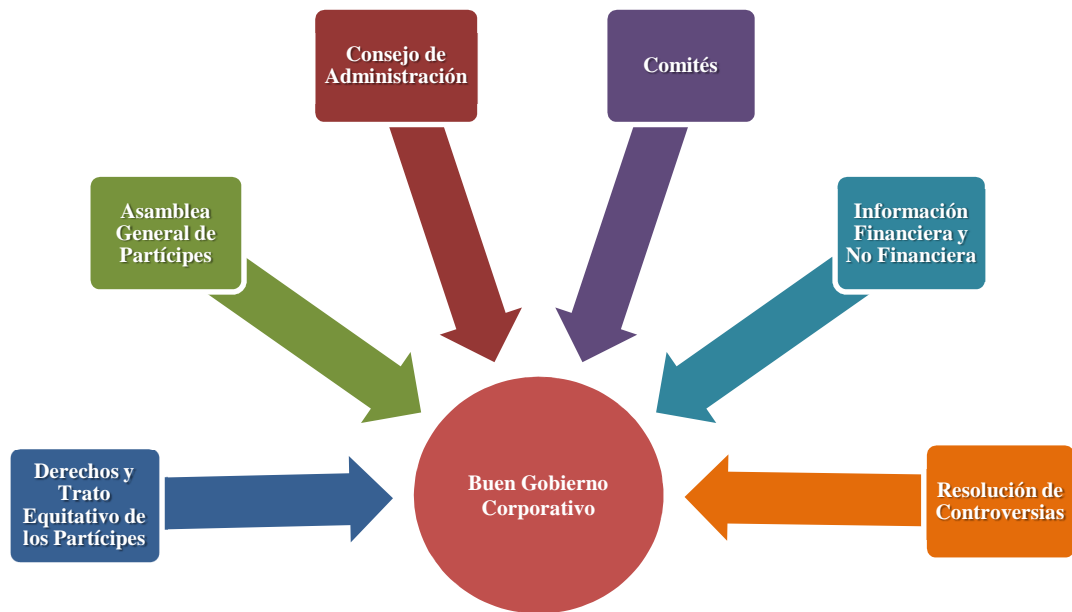 Consejo de
Administración
Comités
Asamblea
General de
Partícipes
Información
Financiera y
No Financiera
Derechos y
Trato
Equitativo de
los Partícipes
Buen Gobierno
Corporativo
Resolución de
Controversias